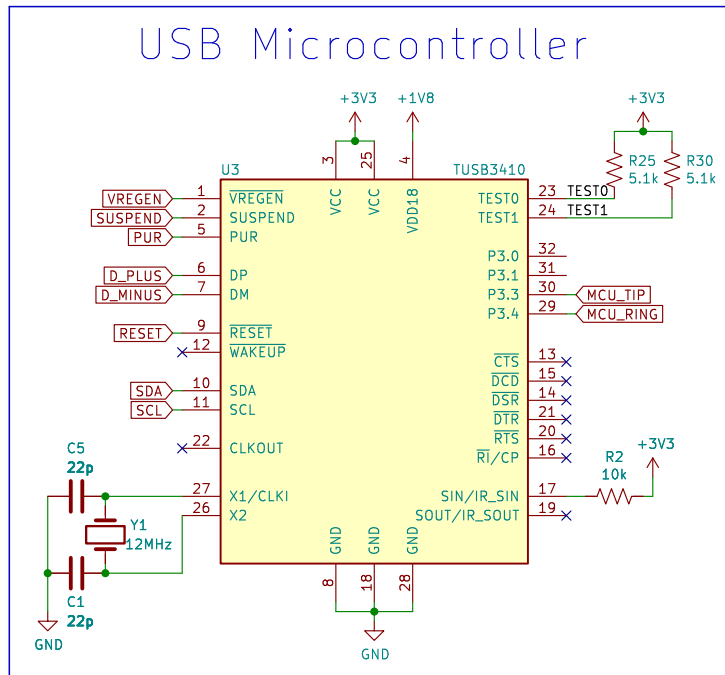 USB Microcontroller
+3V3
+1V8
+3V3
U3
TUSB3410
3
VCC
25
VCC
4
VDD18
R25
5.1k
R30
5.1k
VREGEN
1
VREGEN
SUSPEND
2
SUSPEND
PUR
5
PUR
D_PLUS
6
DP
D_MINUS
7
DM
RESET
9
RESET
12
WAKEUP
SDA
10
SDA
SCL
11
SCL
22
CLKOUT
27
X1/CLKI
26
X2
TEST0
23
TEST0
TEST1
24
TEST1
P3.0
32
P3.1
31
P3.3
30
MCU_TIP
P3.4
29
MCU_RING
CTS
13
DCD
15
DSR
14
DTR
21
RTS
20
RI/CP
16
SIN/IR_SIN
17
SOUT/IR_SOUT
19
R2
10k
+3V3
C5
22p
Y1
12MHz
C1
22p
GND
GND
8
GND
18
GND
28
GND